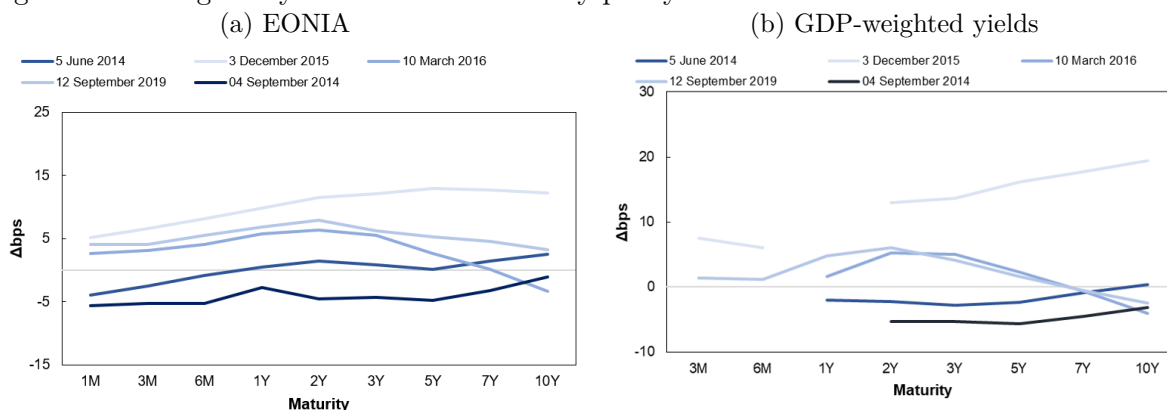 (a) EONIA
(b) GDP-weighted yields
5 June 2014
3 December 2015
10 March 2016
12 September 2019
04 September 2014
25
15
5
-5
-15
Δbps
1M 3M 6M 1Y 2Y 3Y 5Y 7Y 10Y
Maturity
5 June 2014
3 December 2015
10 March 2016
12 September 2019
04 September 2014
30
20
10
0
-10
Δbps
3M 6M 1Y 2Y 3Y 5Y 7Y 10Y
Maturity